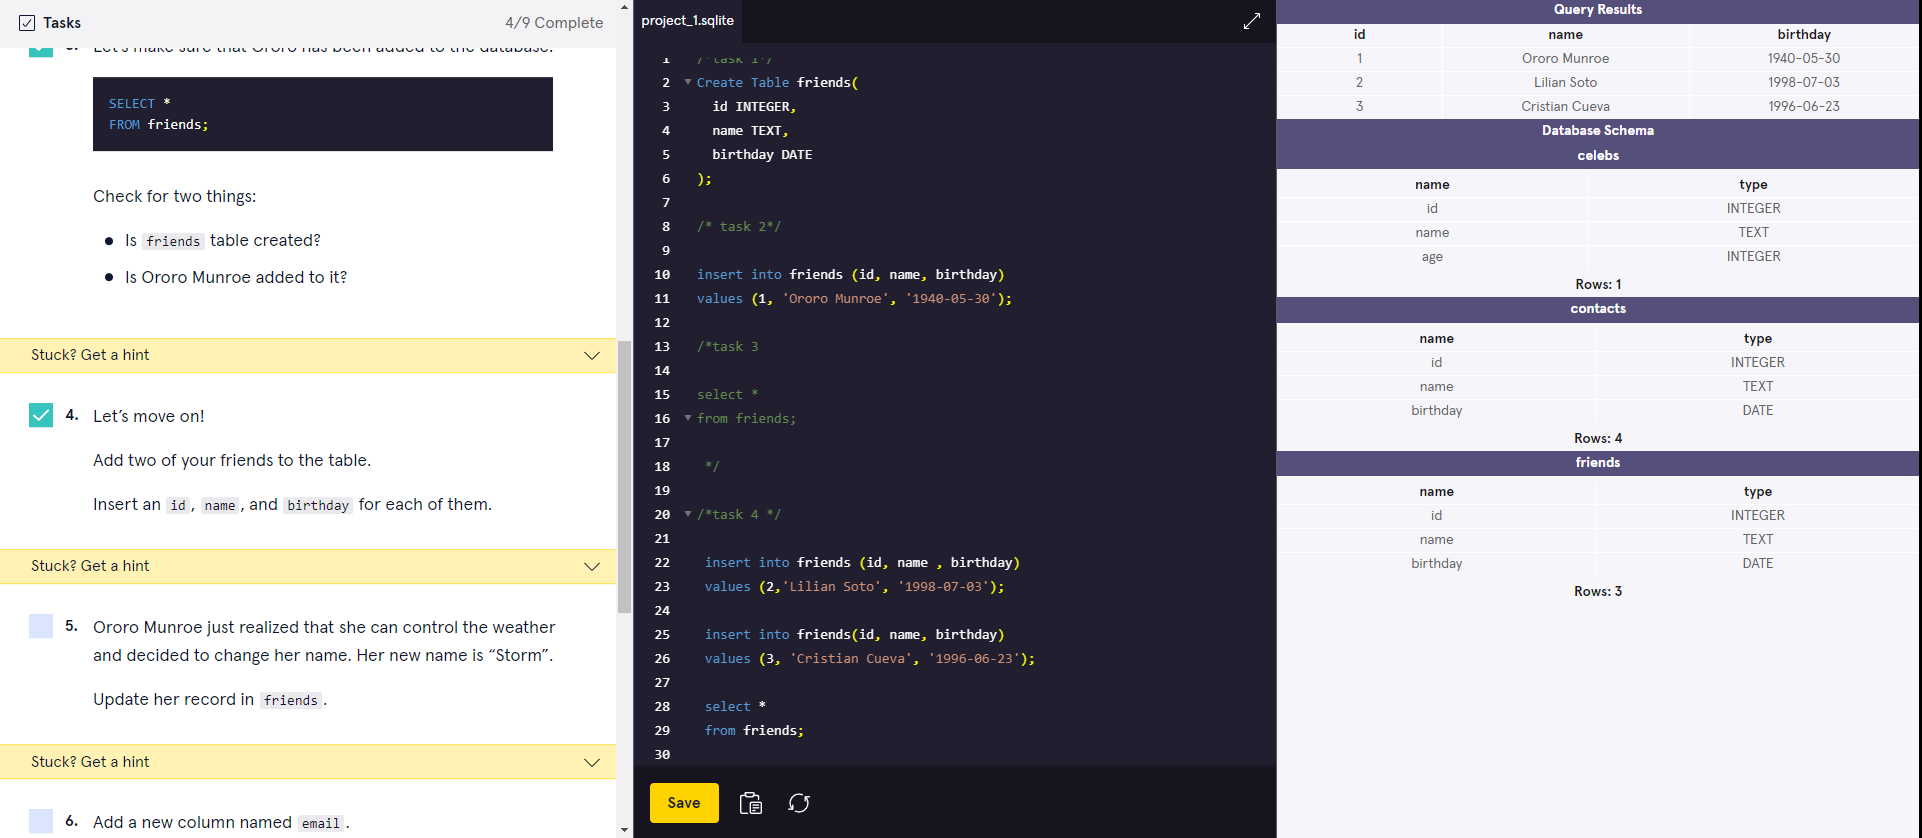 Tasks
4/9 Complete
3. Let's make sure that Ororo has been added to the database.
SELECT *
FROM friends;
Check for two things:
Is friends table created?
Is Ororo Munroe added to it?
Stuck? Get a hint
4. Let's move on!
Add two of your friends to the table.
Insert an id, name, and birthday for each of them.
Stuck? Get a hint
5. Ororo Munroe just realized that she can control the weather
and decided to change her name. Her new name is “Storm”.
Update her record in friends.
Stuck? Get a hint
6. Add a new column named email.
project_1.sqlite
1 /*task 1*/
2 Create Table friends(
3 id INTEGER,
4 name TEXT,
5 birthday DATE
6 );
7
8 /* task 2*/
9
10 insert into friends (id, name, birthday)
11 values (1, 'Ororo Munroe', '1940-05-30');
12
13 /*task 3
14
15 select *
16 from friends;
17
18 */
19
20 /*task 4 */
21
22 insert into friends (id, name , birthday)
23 values (2,'Lilian Soto', '1998-07-03');
24
25 insert into friends(id, name, birthday)
26 values (3, 'Cristian Cueva', '1996-06-23');
27
28 select *
29 from friends;
30
Save
Query Results
id name birthday
1 Ororo Munroe 1940-05-30
2 Lilian Soto 1998-07-03
3 Cristian Cueva 1996-06-23
Database Schema
celebs
name type
id INTEGER
name TEXT
age INTEGER
Rows: 1
contacts
name type
id INTEGER
name TEXT
birthday DATE
Rows: 4
friends
name type
id INTEGER
name TEXT
birthday DATE
Rows: 3